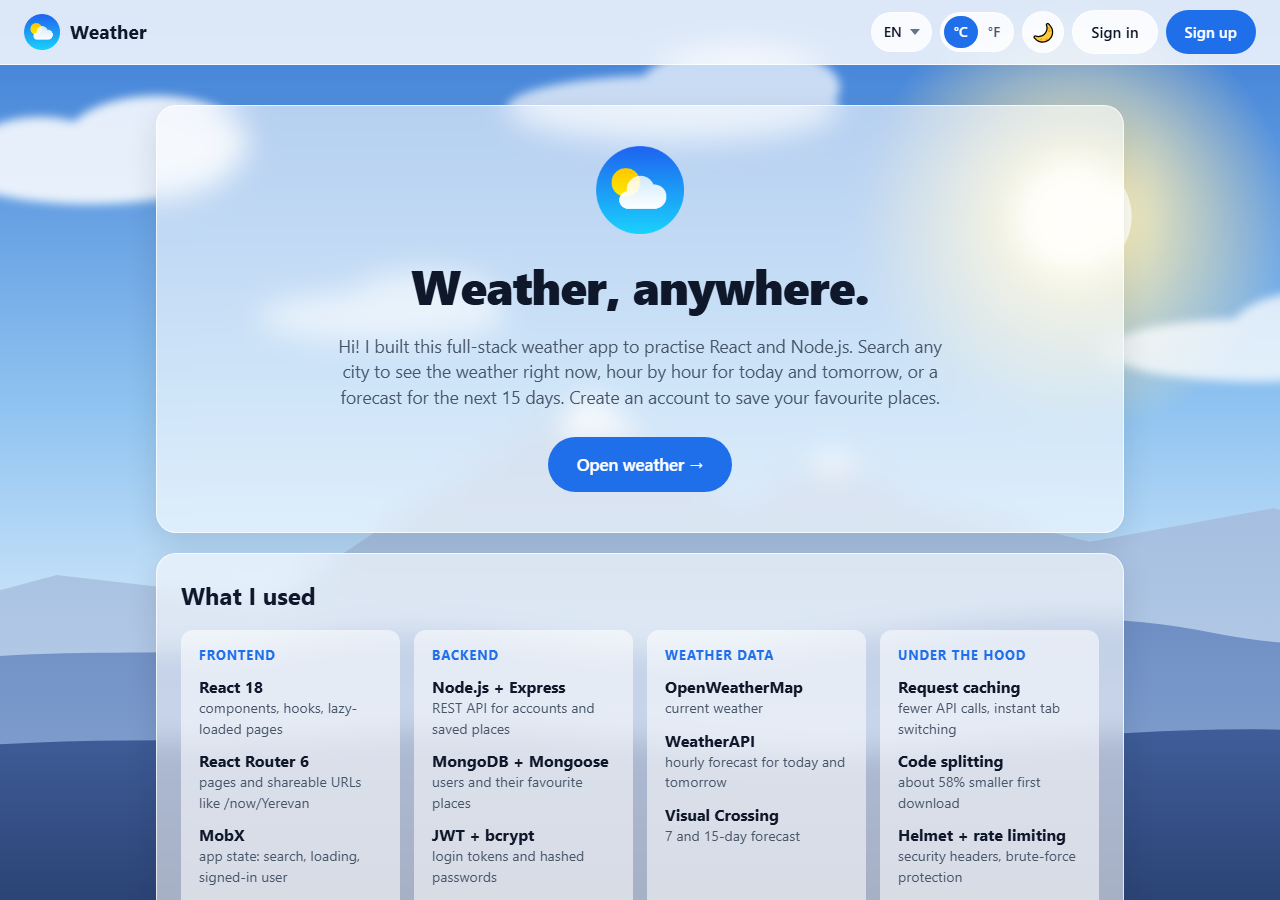 Weather
EN
°C
°F
Sign in
Sign up
Weather, anywhere.
Hi! I built this full-stack weather app to practise React and Node.js. Search any
city to see the weather right now, hour by hour for today and tomorrow, or a
forecast for the next 15 days. Create an account to save your favourite places.
Open weather →
What I used
FRONTEND
React 18
components, hooks, lazy-
loaded pages
React Router 6
pages and shareable URLs
like /now/Yerevan
MobX
app state: search, loading,
signed-in user
BACKEND
Node.js + Express
REST API for accounts and
saved places
MongoDB + Mongoose
users and their favourite
places
JWT + bcrypt
login tokens and hashed
passwords
WEATHER DATA
OpenWeatherMap
current weather
WeatherAPI
hourly forecast for today and
tomorrow
Visual Crossing
7 and 15-day forecast
UNDER THE HOOD
Request caching
fewer API calls, instant tab
switching
Code splitting
about 58% smaller first
download
Helmet + rate limiting
security headers, brute-force
protection